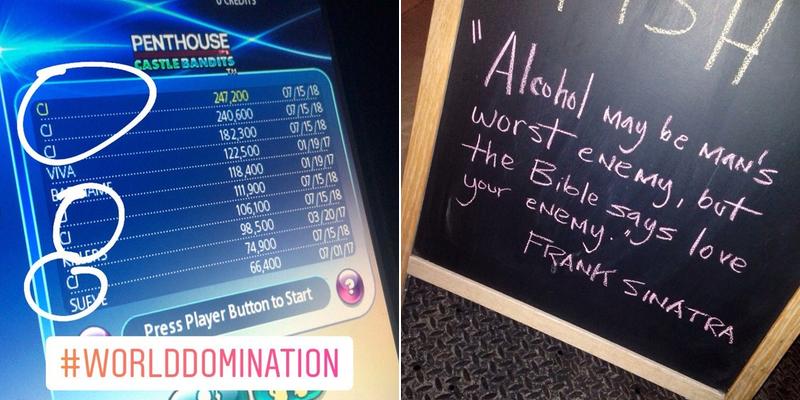 CREDITS
PENTHOUSE
CASTLE BANDITS™
CJ 247,200 07/15/18
CJ 240,600 07/15/18
CJ 182,300 07/15/18
VIVA 122,500 01/19/17
118,400 01/19/17
111,900 07/15/18
CJ 106,100 07/15/18
98,500 03/20/17
CJ 74,900 07/15/18
66,400 07/01/17
?
Press Player Button to Start
#WORLDDOMINATION
"Alcohol may be man's
worst enemy, but
the Bible says love
your enemy."
FRANK SINATRA